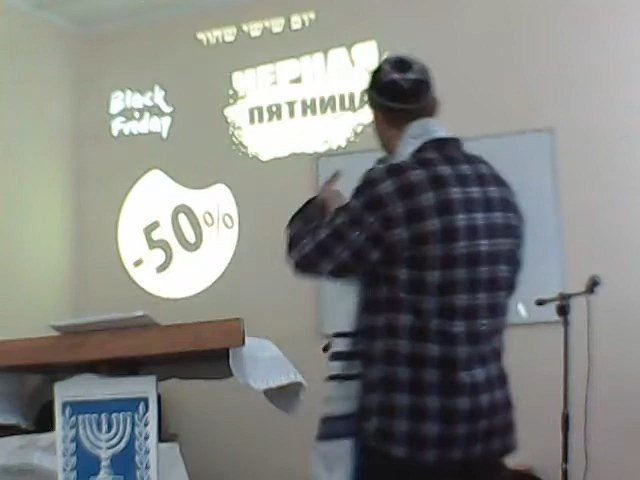 יום שישי שחור
ЧЕРНАЯ
ПЯТНИЦА
Black
Friday
-50%